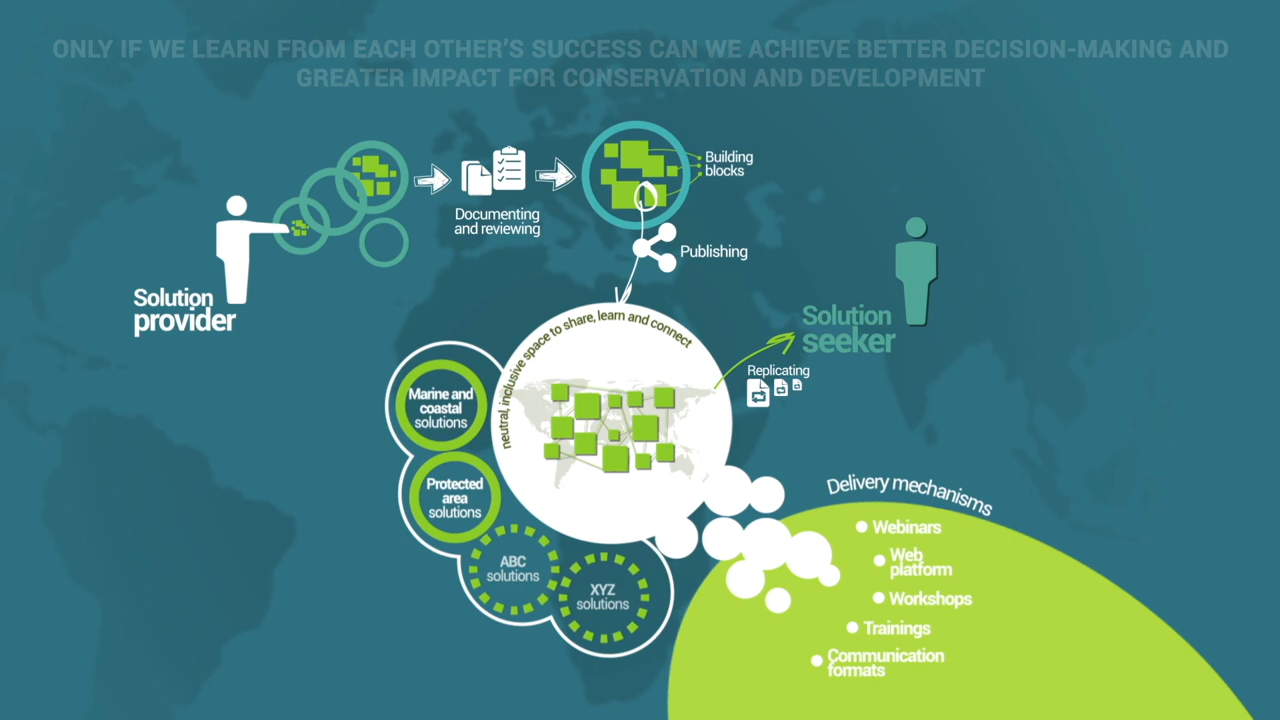 ONLY IF WE LEARN FROM EACH OTHER'S SUCCESS CAN WE ACHIEVE BETTER DECISION-MAKING AND
GREATER IMPACT FOR CONSERVATION AND DEVELOPMENT
Building
blocks
Documenting
and reviewing
Publishing
Solution
provider
Solution
seeker
Replicating
neutral, inclusive space to share, learn and connect
Marine and
coastal
solutions
Protected
area
solutions
ABC
solutions
XYZ
solutions
Delivery mechanisms
Webinars
Web
platform
Workshops
Trainings
Communication
formats